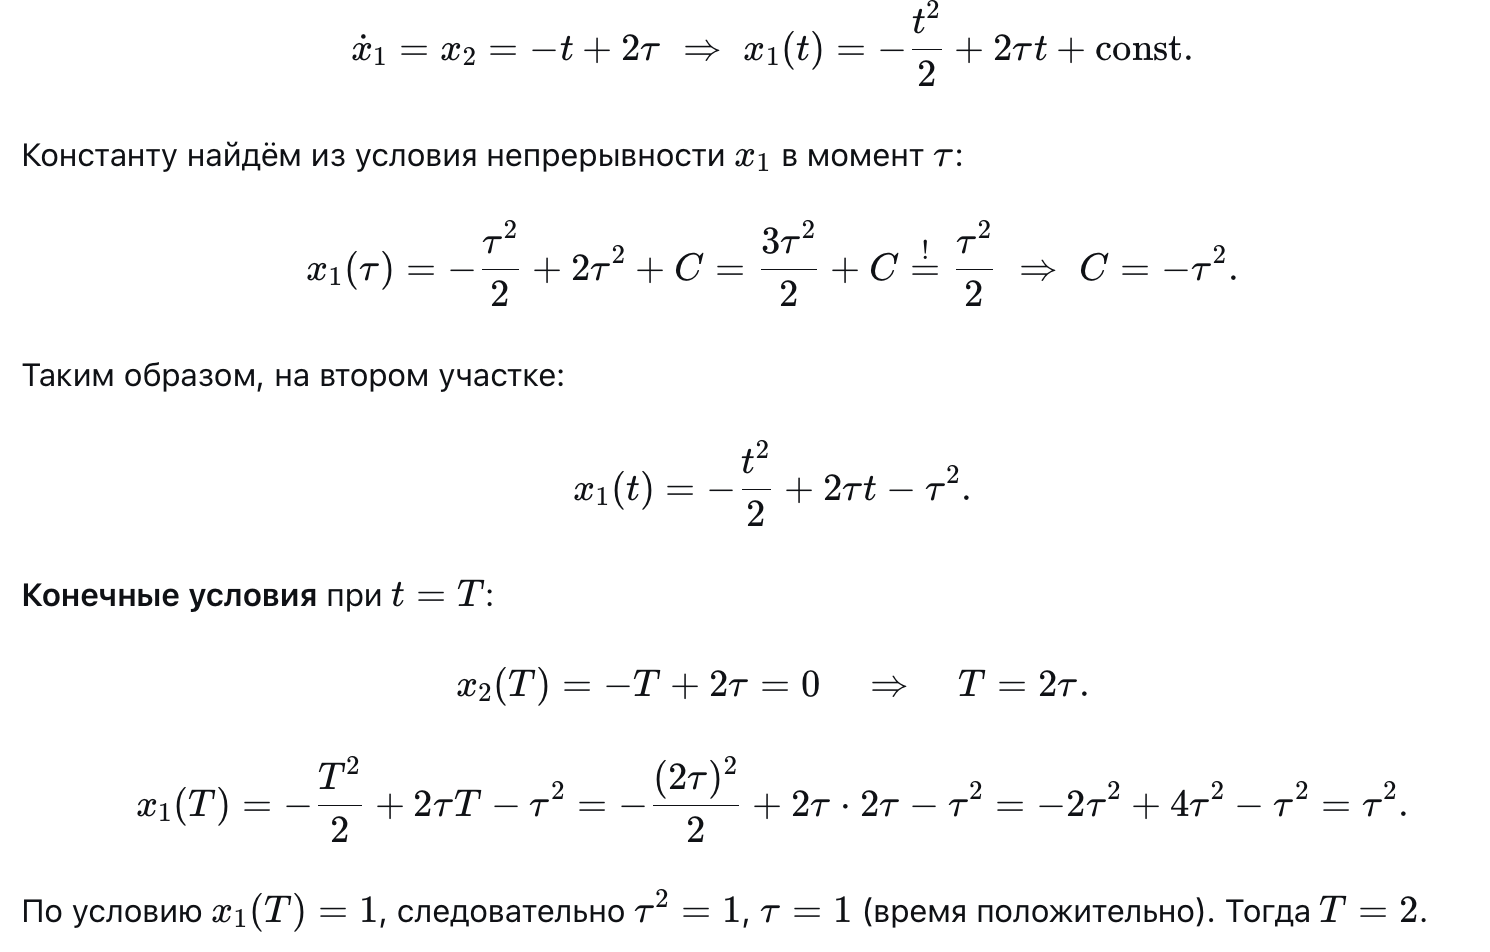 ẋ₁ = x₂ = −t + 2τ ⇒ x₁(t) = −t²/2 + 2τt + const.
Константу найдём из условия непрерывности x₁ в момент τ:
x₁(τ) = −τ²/2 + 2τ² + C = 3τ²/2 + C =! τ²/2 ⇒ C = −τ².
Таким образом, на втором участке:
x₁(t) = −t²/2 + 2τt − τ².
Конечные условия при t = T:
x₂(T) = −T + 2τ = 0 ⇒ T = 2τ.
x₁(T) = −T²/2 + 2τT − τ² = −(2τ)²/2 + 2τ · 2τ − τ² = −2τ² + 4τ² − τ² = τ².
По условию x₁(T) = 1, следовательно τ² = 1, τ = 1 (время положительно). Тогда T = 2.